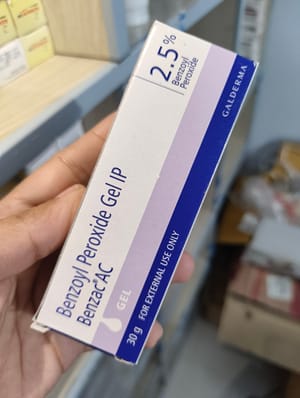 Benzoyl Peroxide Gel IP
Benzac® AC
GEL
30 g FOR EXTERNAL USE ONLY
2.5%
Benzoyl
Peroxide
GALDERMA